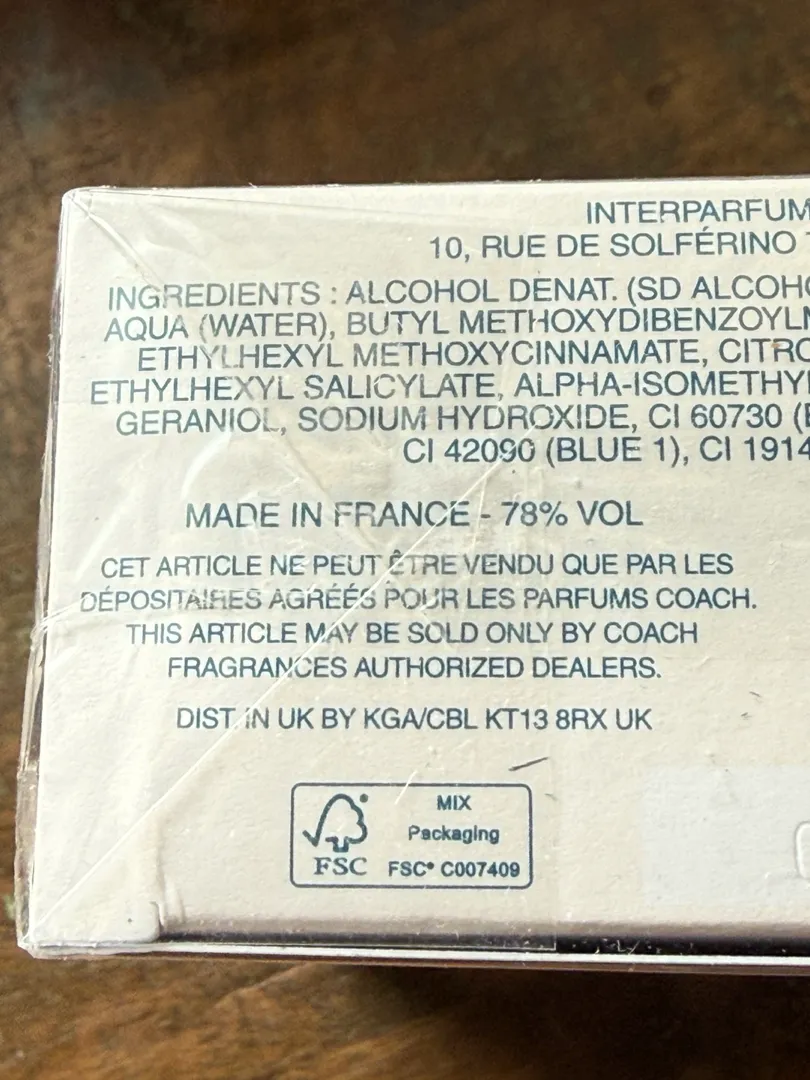 INTERPARFUM
10, RUE DE SOLFÉRINO
INGREDIENTS : ALCOHOL DENAT. (SD ALCOHO
AQUA (WATER), BUTYL METHOXYDIBENZOYLM
ETHYLHEXYL METHOXYCINNAMATE, CITRO
ETHYLHEXYL SALICYLATE, ALPHA-ISOMETHY
GERANIOL, SODIUM HYDROXIDE, CI 60730 (
CI 42090 (BLUE 1), CI 1914
MADE IN FRANCE - 78% VOL
CET ARTICLE NE PEUT ÊTRE VENDU QUE PAR LES
DÉPOSITAIRES AGRÉÉS POUR LES PARFUMS COACH.
THIS ARTICLE MAY BE SOLD ONLY BY COACH
FRAGRANCES AUTHORIZED DEALERS.
DIST. IN UK BY KGA/CBL KT13 8RX UK
MIX
Packaging
FSC FSC® C007409